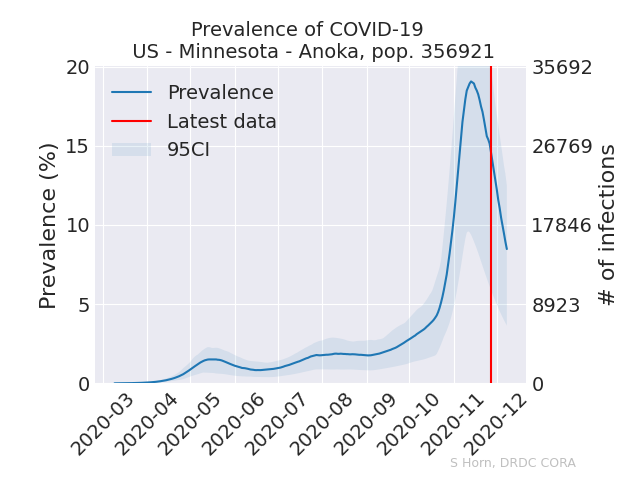 Prevalence of COVID-19
US - Minnesota - Anoka, pop. 356921
Prevalence (%)
20
15
10
5
0
Prevalence
Latest data
95CI
35692
26769
17846
8923
0
# of infections
2020-03
2020-04
2020-05
2020-06
2020-07
2020-08
2020-09
2020-10
2020-11
2020-12
S Horn, DRDC CORA